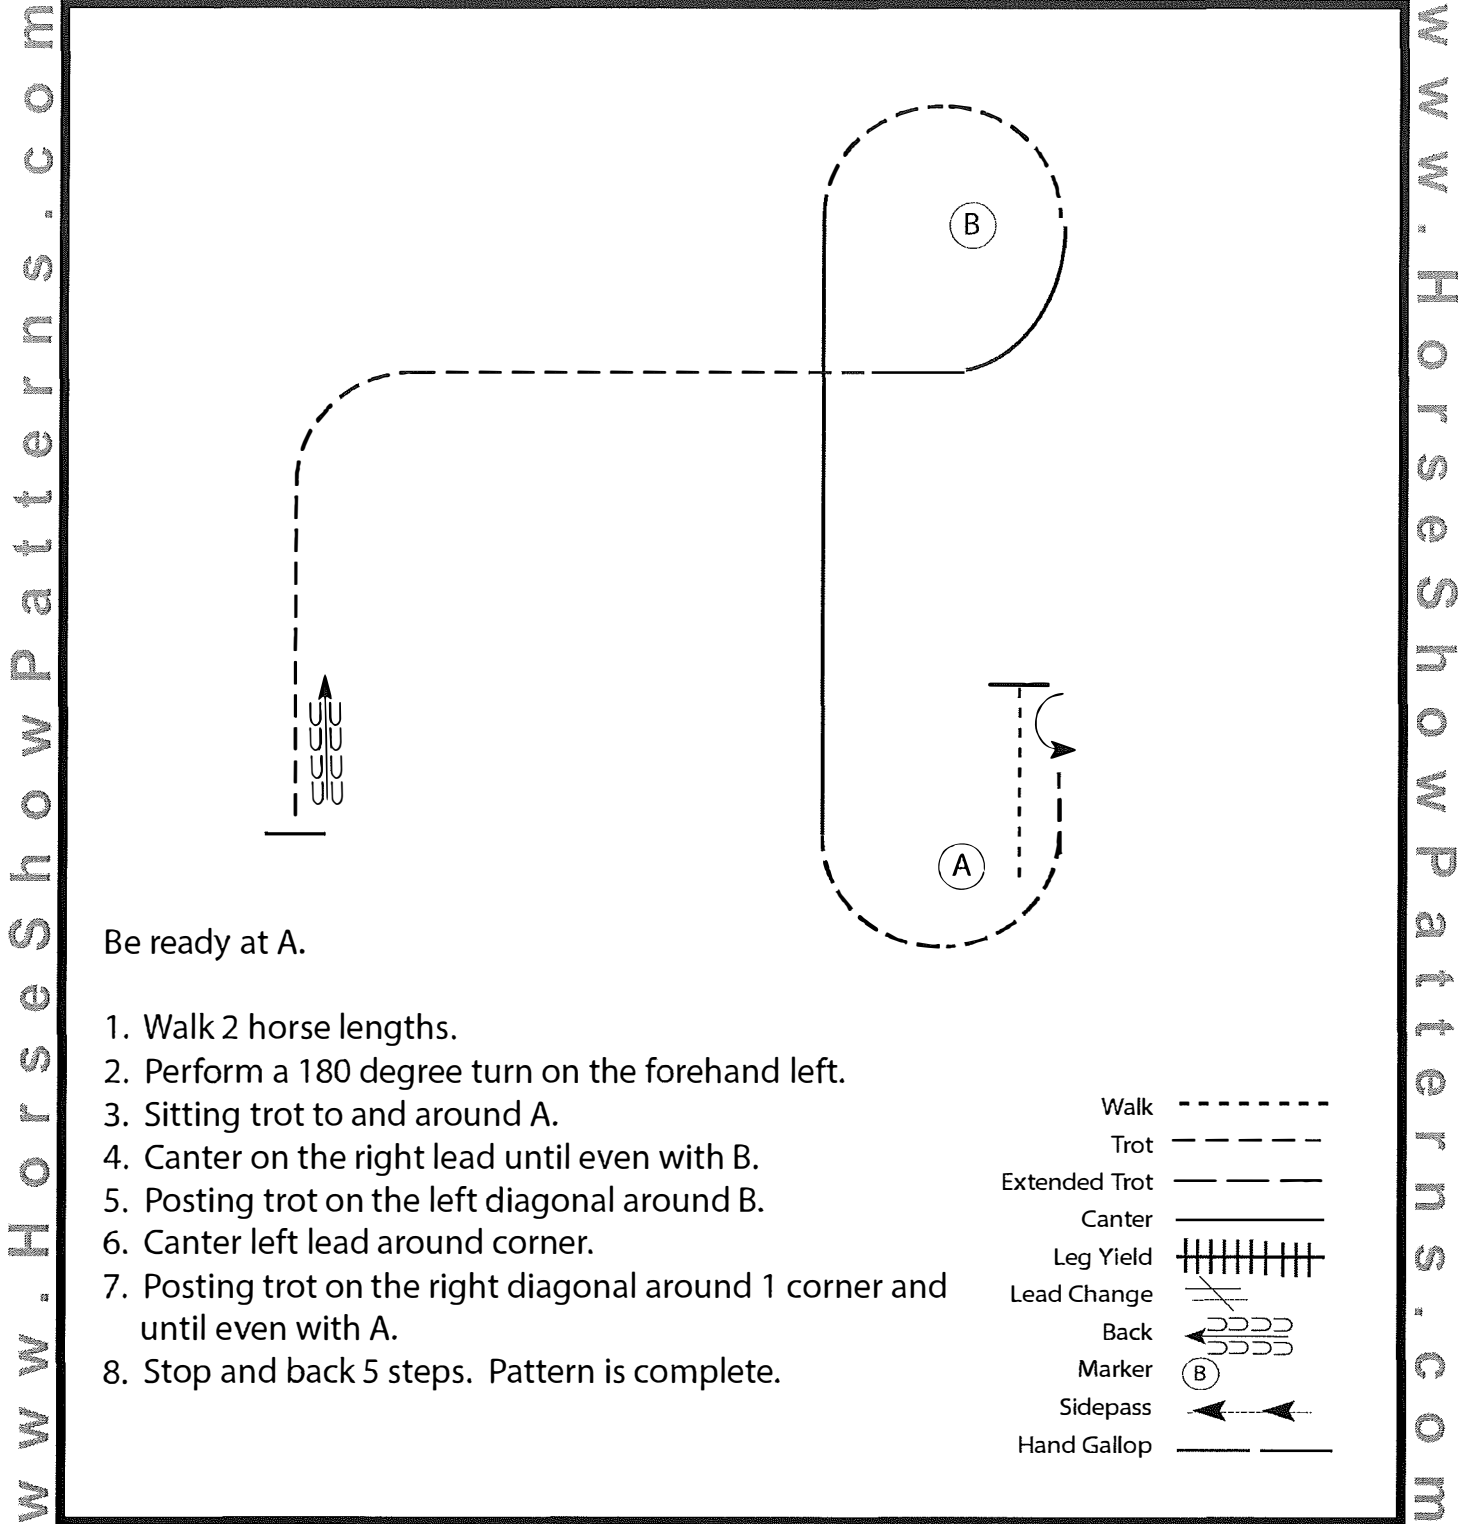 www.HorseShowPatterns.com
www.HorseShowPatterns.com
B
A
Be ready at A.
1. Walk 2 horse lengths.
2. Perform a 180 degree turn on the forehand left.
3. Sitting trot to and around A.
4. Canter on the right lead until even with B.
5. Posting trot on the left diagonal around B.
6. Canter left lead around corner.
7. Posting trot on the right diagonal around 1 corner and
until even with A.
8. Stop and back 5 steps. Pattern is complete.
Walk
Trot
Extended Trot
Canter
Leg Yield
Lead Change
Back
Marker B
Sidepass
Hand Gallop